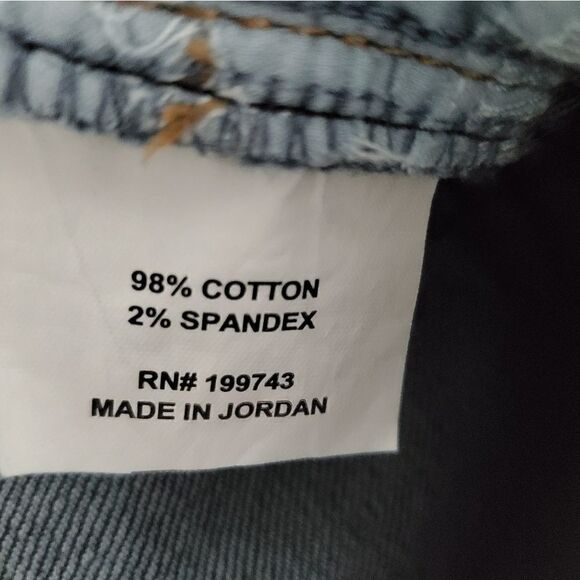 98% COTTON
2% SPANDEX
RN# 199743
MADE IN JORDAN